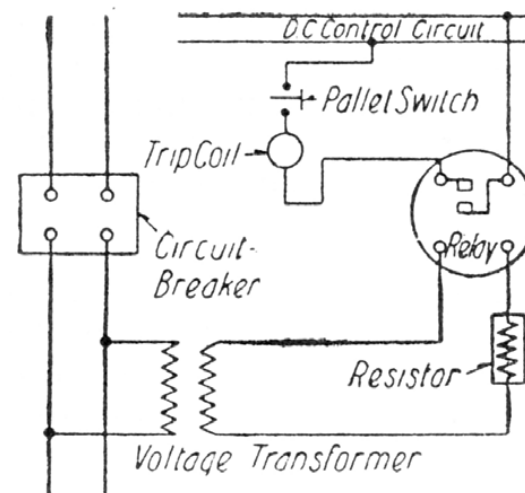 D.C Control Circuit
Pallet Switch
Trip Coil
Relay
Circuit-
Breaker
Resistor
Voltage Transformer